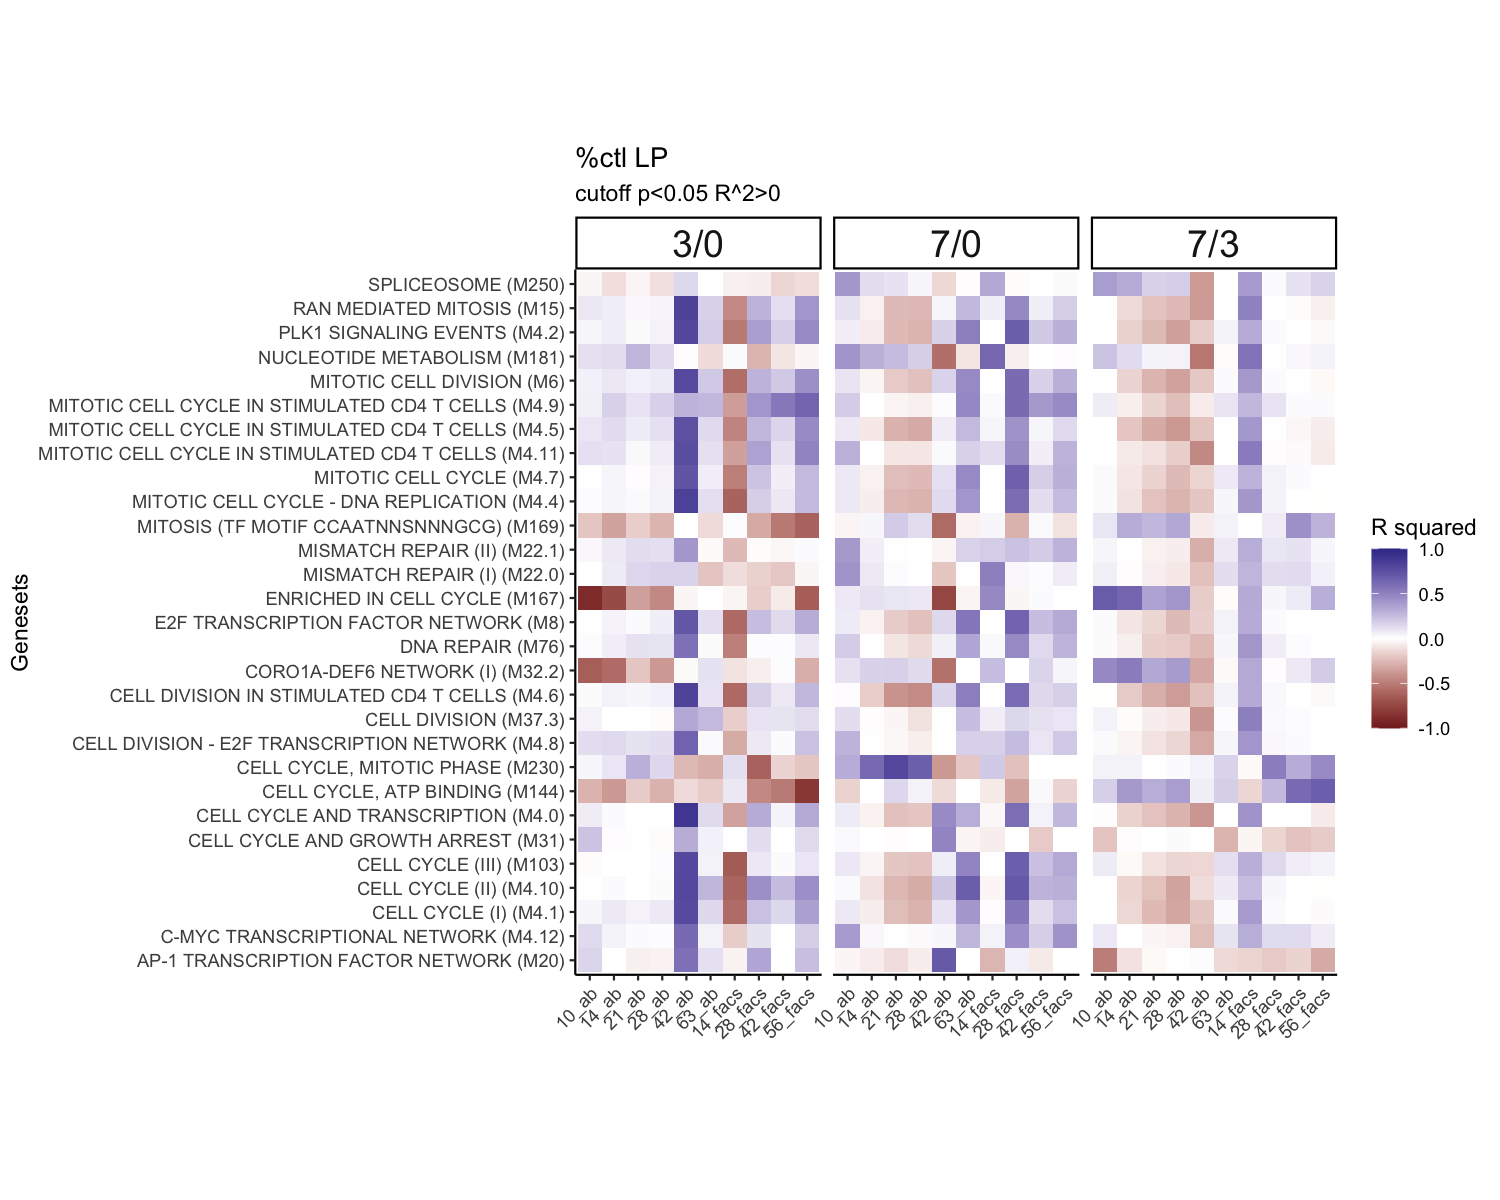 %ctl LP
cutoff p<0.05 R^2>0
3/0
7/0
7/3
Genesets
SPLICEOSOME (M250)
RAN MEDIATED MITOSIS (M15)
PLK1 SIGNALING EVENTS (M4.2)
NUCLEOTIDE METABOLISM (M181)
MITOTIC CELL DIVISION (M6)
MITOTIC CELL CYCLE IN STIMULATED CD4 T CELLS (M4.9)
MITOTIC CELL CYCLE IN STIMULATED CD4 T CELLS (M4.5)
MITOTIC CELL CYCLE IN STIMULATED CD4 T CELLS (M4.11)
MITOTIC CELL CYCLE (M4.7)
MITOTIC CELL CYCLE - DNA REPLICATION (M4.4)
MITOSIS (TF MOTIF CCAATNNSNNNGCG) (M169)
MISMATCH REPAIR (II) (M22.1)
MISMATCH REPAIR (I) (M22.0)
ENRICHED IN CELL CYCLE (M167)
E2F TRANSCRIPTION FACTOR NETWORK (M8)
DNA REPAIR (M76)
CORO1A-DEF6 NETWORK (I) (M32.2)
CELL DIVISION IN STIMULATED CD4 T CELLS (M4.6)
CELL DIVISION (M37.3)
CELL DIVISION - E2F TRANSCRIPTION NETWORK (M4.8)
CELL CYCLE, MITOTIC PHASE (M230)
CELL CYCLE, ATP BINDING (M144)
CELL CYCLE AND TRANSCRIPTION (M4.0)
CELL CYCLE AND GROWTH ARREST (M31)
CELL CYCLE (III) (M103)
CELL CYCLE (II) (M4.10)
CELL CYCLE (I) (M4.1)
C-MYC TRANSCRIPTIONAL NETWORK (M4.12)
AP-1 TRANSCRIPTION FACTOR NETWORK (M20)
10_ab
14_ab
21_ab
28_ab
42_ab
63_ab
14_facs
28_facs
42_facs
56_facs
10_ab
14_ab
21_ab
28_ab
42_ab
63_ab
14_facs
28_facs
42_facs
56_facs
10_ab
14_ab
21_ab
28_ab
42_ab
63_ab
14_facs
28_facs
42_facs
56_facs
R squared
1.0
0.5
0.0
-0.5
-1.0